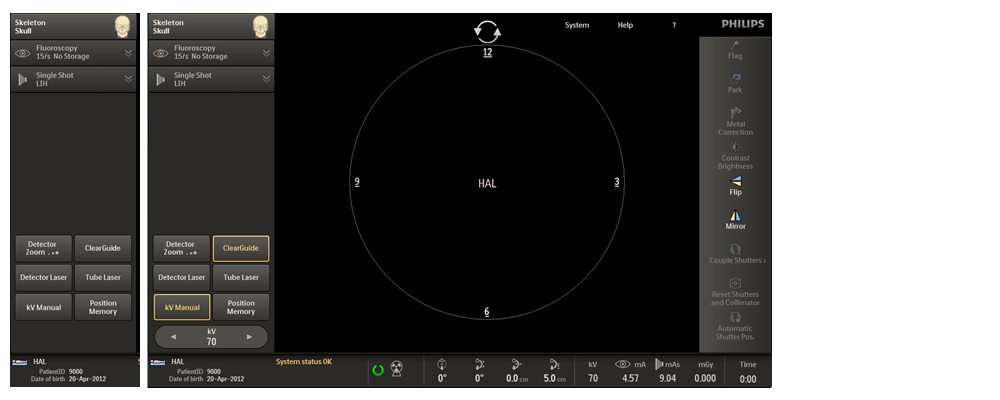 Skeleton
Skull
Fluoroscopy
15/s No Storage
Single Shot
LIH
Detector
Zoom
ClearGuide
Detector Laser
Tube Laser
kV Manual
Position
Memory
HAL
PatientID 9000
Date of birth 20-Apr-2012
Skeleton
Skull
Fluoroscopy
15/s No Storage
Single Shot
LIH
Detector
Zoom
ClearGuide
Detector Laser
Tube Laser
kV Manual
Position
Memory
kV
70
HAL
PatientID 9000
Date of birth 20-Apr-2012
System Help ?
12
9
HAL
3
6
PHILIPS
Flag
Park
Metal
Correction
Contrast
Brightness
Flip
Mirror
Couple Shutters
Reset Shutters
and Collimator
Automatic
Shutter Pos.
System status OK
0°
0°
0.0 cm
5.0 cm
kV
70
mA
4.57
mAs
9.04
mGy
0.000
Time
0:00